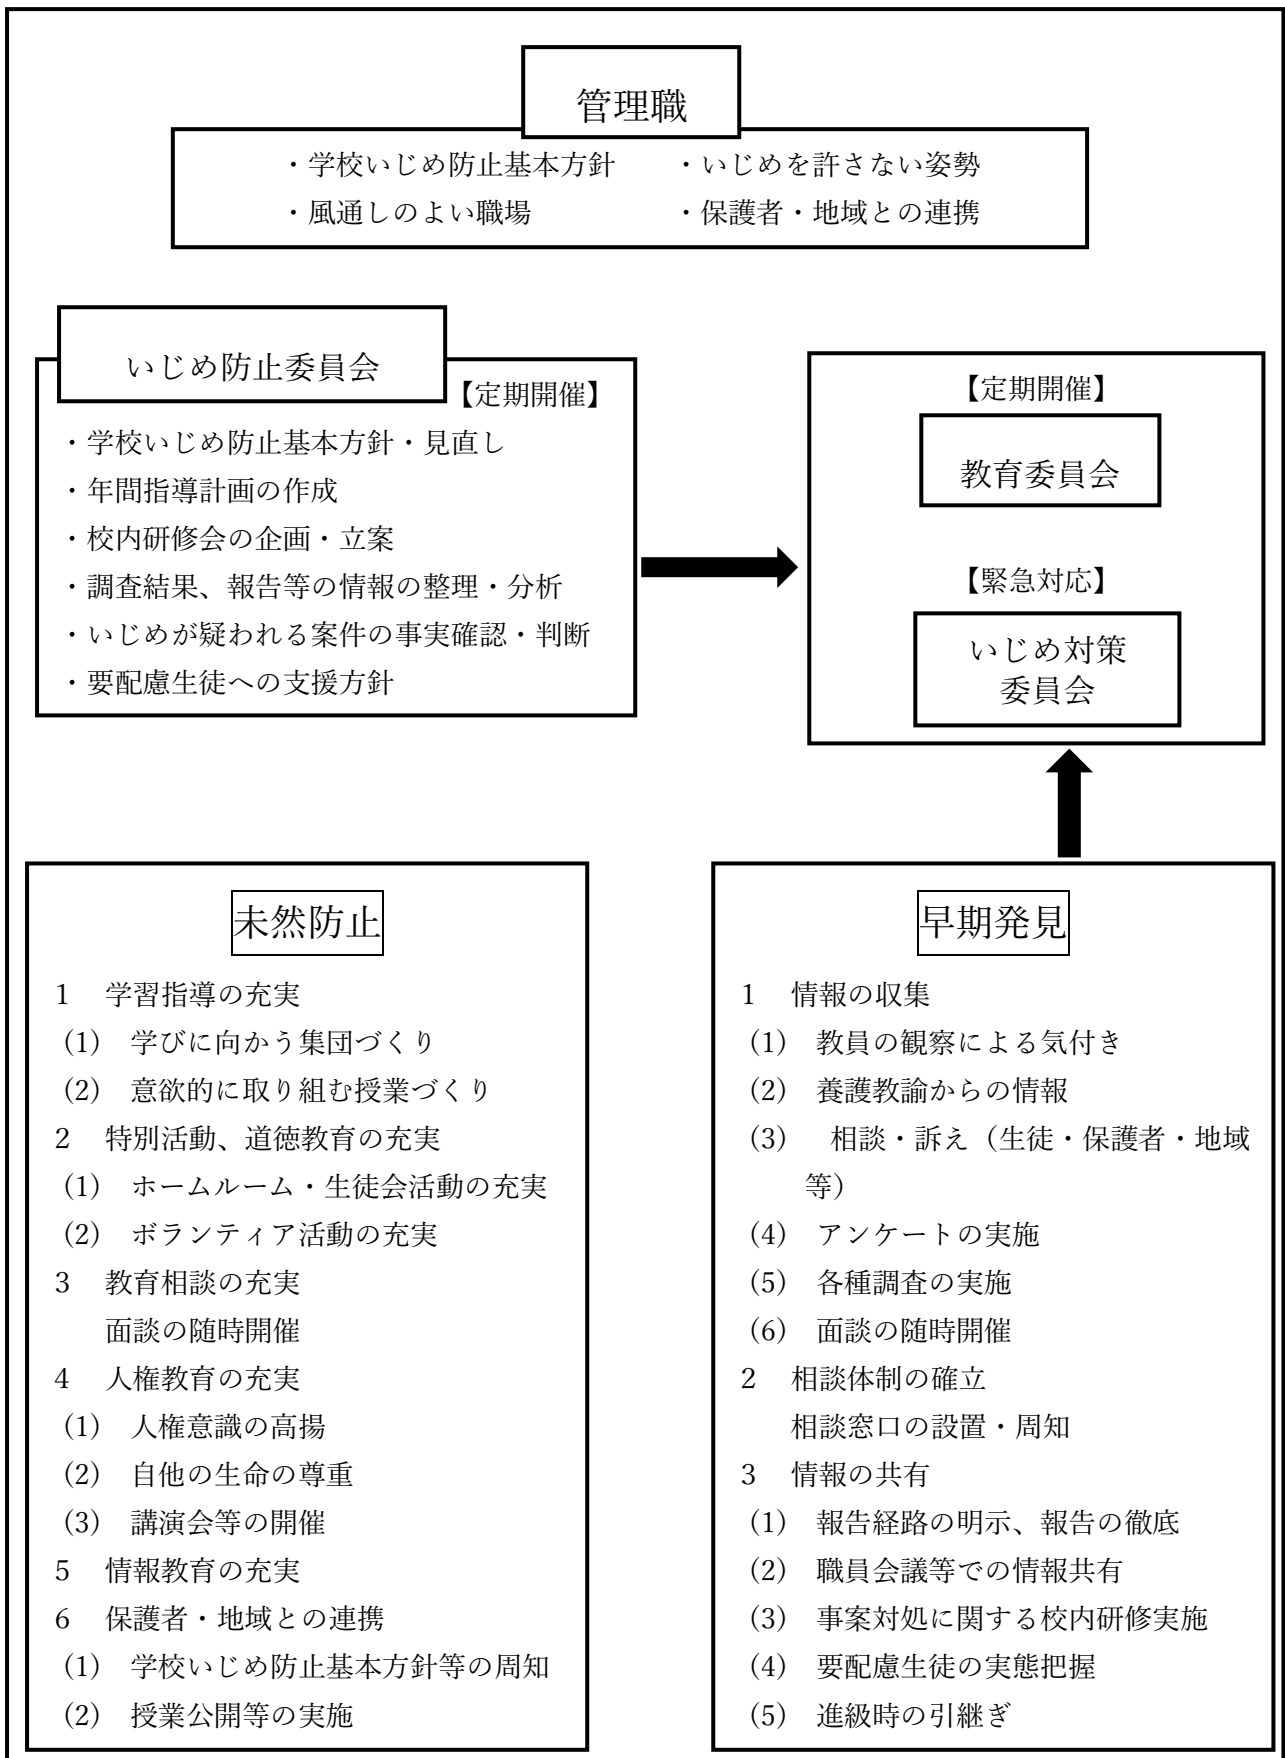 管理職
・学校いじめ防止基本方針　　・いじめを許さない姿勢
・風通しのよい職場　　　　　・保護者・地域との連携
いじめ防止委員会
【定期開催】
・学校いじめ防止基本方針・見直し
・年間指導計画の作成
・校内研修会の企画・立案
・調査結果、報告等の情報の整理・分析
・いじめが疑われる案件の事実確認・判断
・要配慮生徒への支援方針
【定期開催】
教育委員会
【緊急対応】
いじめ対策
委員会
未然防止
1　学習指導の充実
(1)　学びに向かう集団づくり
(2)　意欲的に取り組む授業づくり
2　特別活動、道徳教育の充実
(1)　ホームルーム・生徒会活動の充実
(2)　ボランティア活動の充実
3　教育相談の充実
面談の随時開催
4　人権教育の充実
(1)　人権意識の高揚
(2)　自他の生命の尊重
(3)　講演会等の開催
5　情報教育の充実
6　保護者・地域との連携
(1)　学校いじめ防止基本方針等の周知
(2)　授業公開等の実施
早期発見
1　情報の収集
(1)　教員の観察による気付き
(2)　養護教諭からの情報
(3)　相談・訴え（生徒・保護者・地域
等）
(4)　アンケートの実施
(5)　各種調査の実施
(6)　面談の随時開催
2　相談体制の確立
相談窓口の設置・周知
3　情報の共有
(1)　報告経路の明示、報告の徹底
(2)　職員会議等での情報共有
(3)　事案対処に関する校内研修実施
(4)　要配慮生徒の実態把握
(5)　進級時の引継ぎ